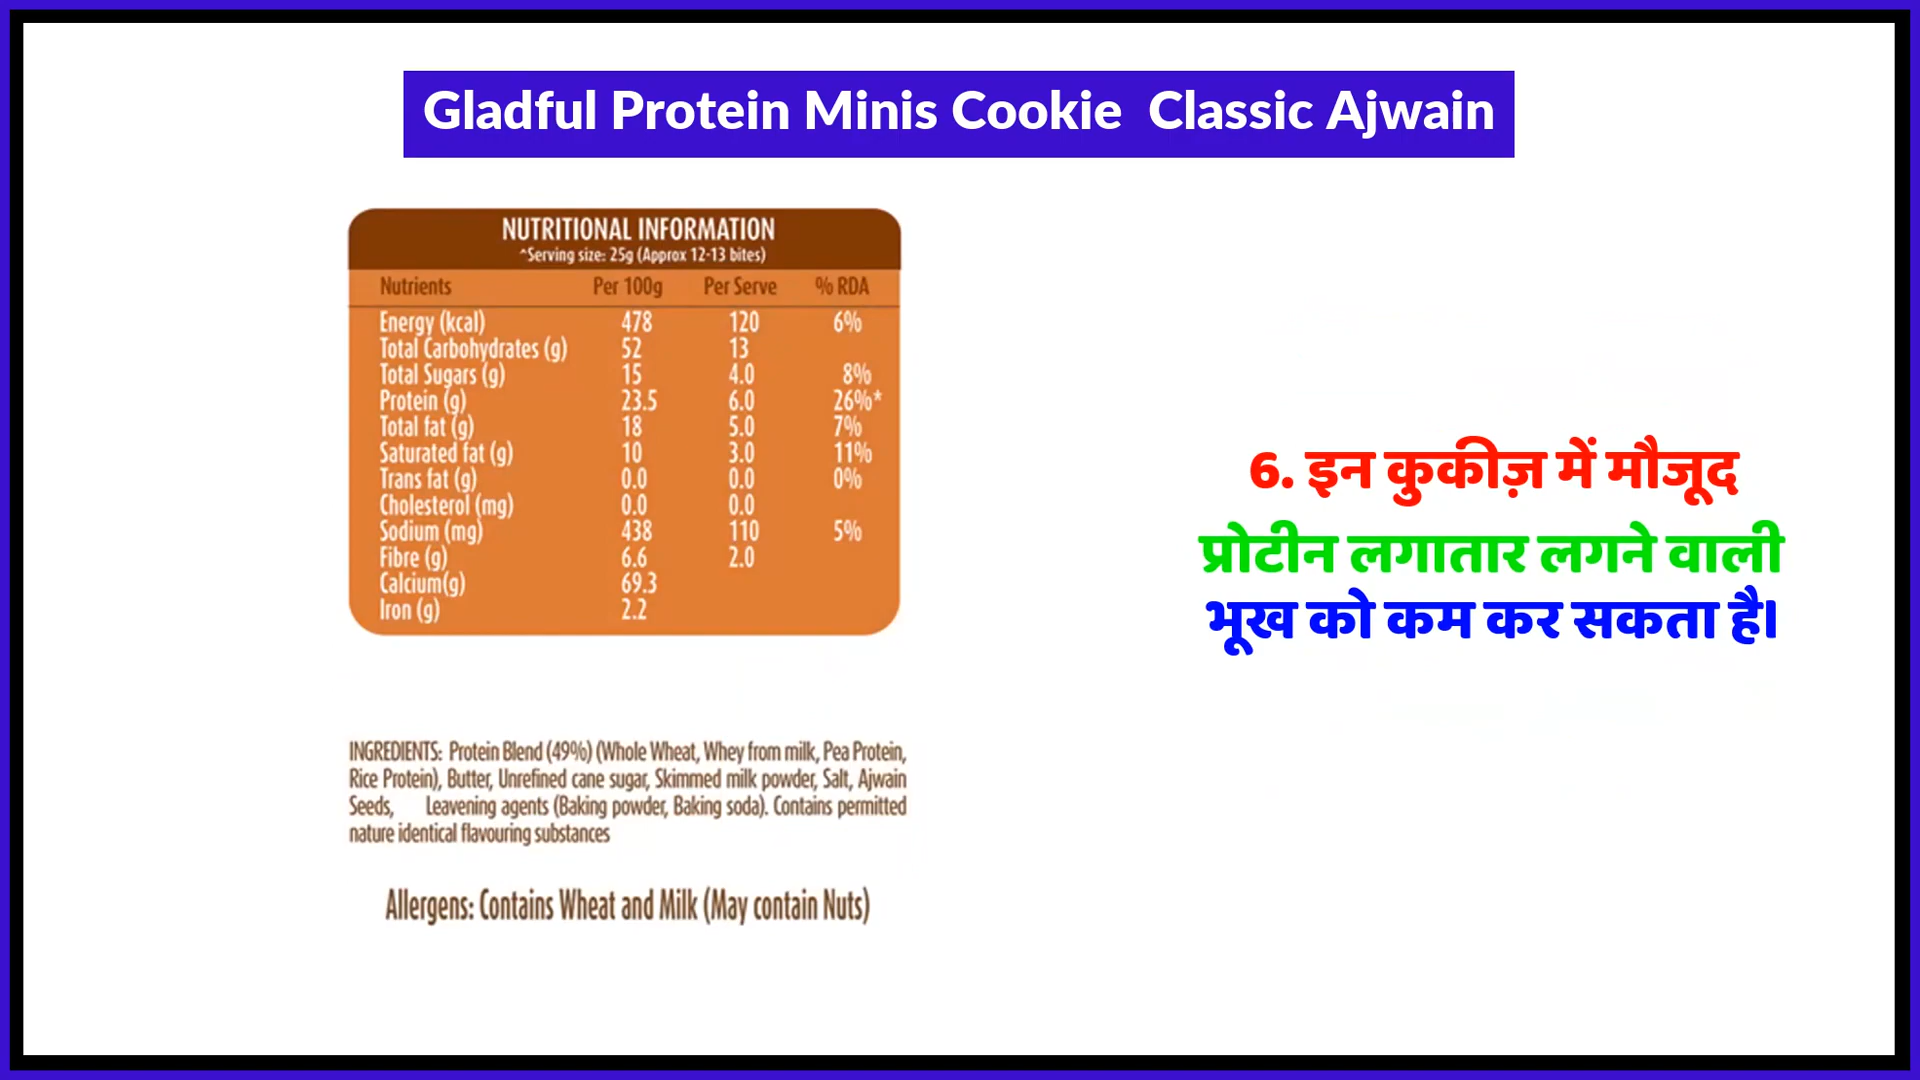 Gladful Protein Minis Cookie Classic Ajwain
NUTRITIONAL INFORMATION
^Serving size: 25g (Approx 12-13 bites)
Nutrients Per 100g Per Serve % RDA
Energy (kcal) 478 120 6%
Total Carbohydrates (g) 52 13
Total Sugars (g) 15 4.0 8%
Protein (g) 23.5 6.0 26%*
Total fat (g) 18 5.0 7%
Saturated fat (g) 10 3.0 11%
Trans fat (g) 0.0 0.0 0%
Cholesterol (mg) 0.0 0.0
Sodium (mg) 438 110 5%
Fibre (g) 6.6 2.0
Calcium(g) 69.3
Iron (g) 2.2
INGREDIENTS: Protein Blend (49%) (Whole Wheat, Whey from milk, Pea Protein,
Rice Protein), Butter, Unrefined cane sugar, Skimmed milk powder, Salt, Ajwain
Seeds, Leavening agents (Baking powder, Baking soda). Contains permitted
nature identical flavouring substances
Allergens: Contains Wheat and Milk (May contain Nuts)
6. इन कुकीज़ में मौजूद
प्रोटीन लगातार लगने वाली
भूख को कम कर सकता है।